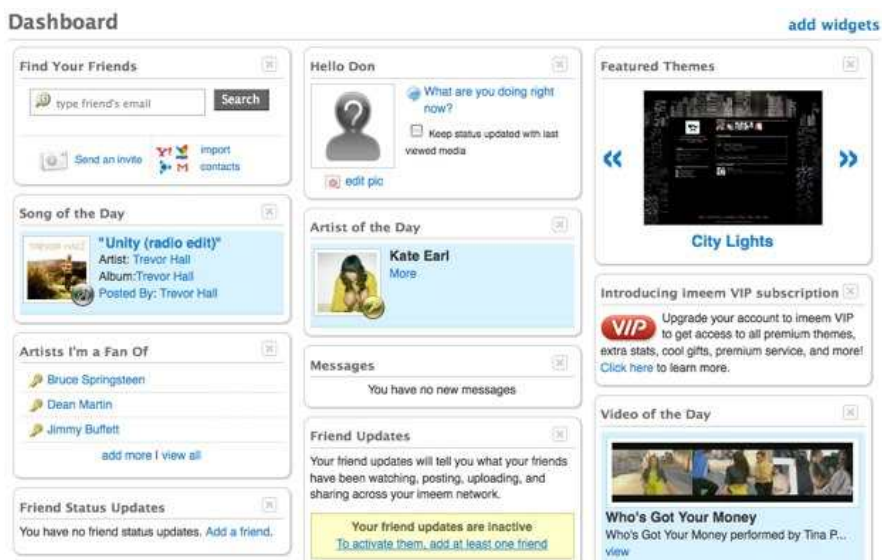 Dashboard
add widgets
Find Your Friends
type friend's email
Search
Send an invite
import
contacts
Song of the Day
"Unity (radio edit)"
Artist: Trevor Hall
Album:Trevor Hall
Posted By: Trevor Hall
Artists I'm a Fan Of
Bruce Springsteen
Dean Martin
Jimmy Buffett
add more | view all
Friend Status Updates
You have no friend status updates. Add a friend.
Hello Don
What are you doing right
now?
Keep status updated with last
viewed media
edit pic
Artist of the Day
Kate Earl
More
Messages
You have no new messages
Friend Updates
Your friend updates will tell you what your friends
have been watching, posting, uploading, and
sharing across your imeem network.
Your friend updates are inactive
To activate them, add at least one friend
Featured Themes
«
»
City Lights
Introducing imeem VIP subscription
VIP
Upgrade your account to imeem VIP
to get access to all premium themes,
extra stats, cool gifts, premium service, and more!
Click here to learn more.
Video of the Day
Who's Got Your Money
Who's Got Your Money performed by Tina P...
view